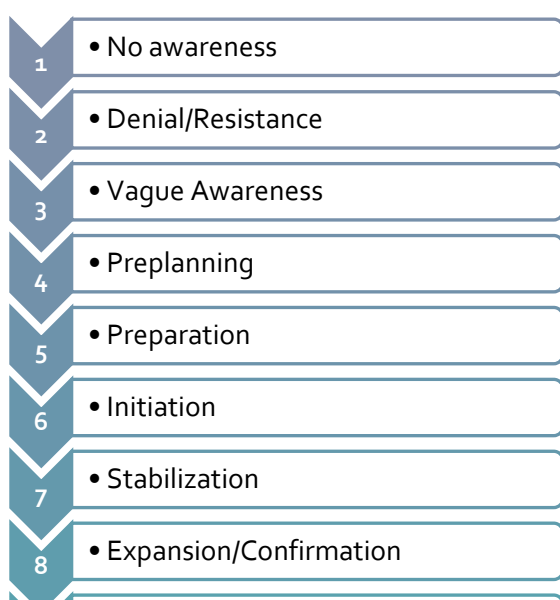 1 • No awareness
2 • Denial/Resistance
3 • Vague Awareness
4 • Preplanning
5 • Preparation
6 • Initiation
7 • Stabilization
8 • Expansion/Confirmation